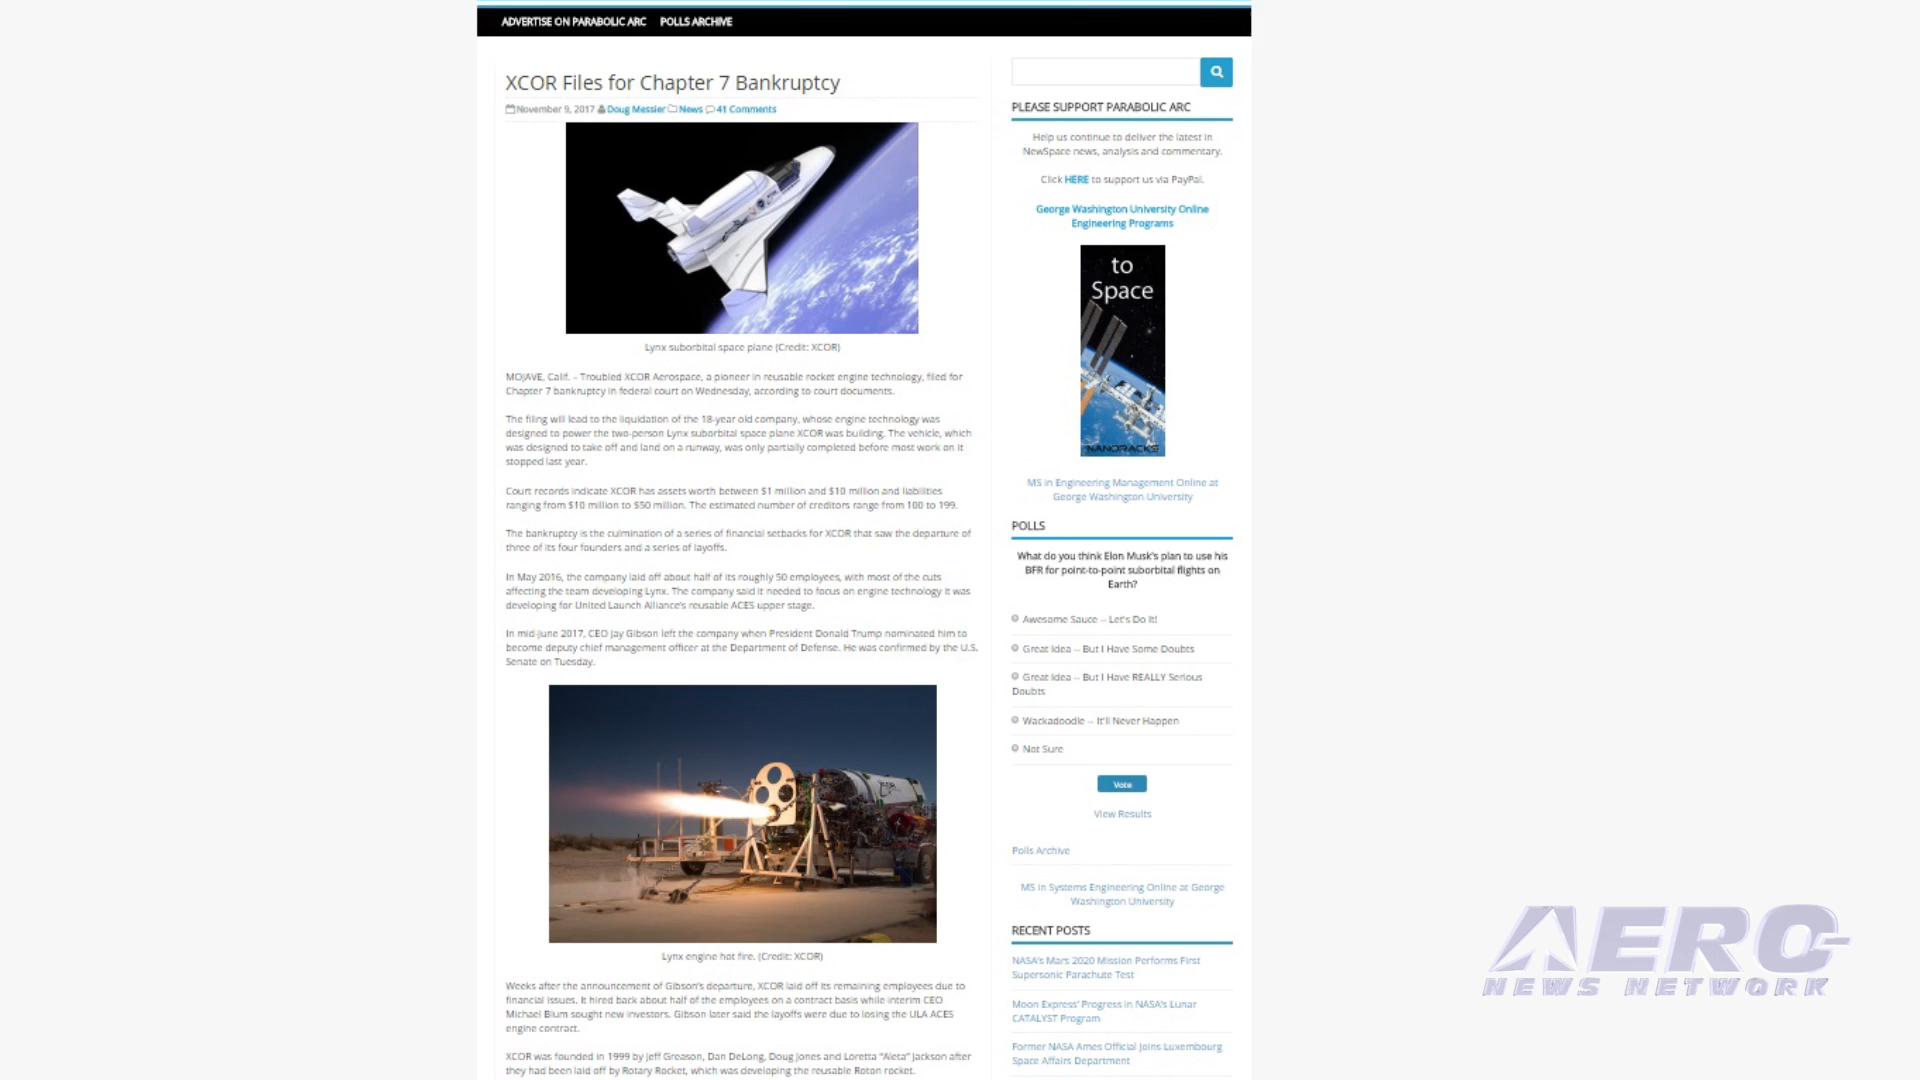 ADVERTISE ON PARABOLIC ARC POLLS ARCHIVE
XCOR Files for Chapter 7 Bankruptcy
November 9, 2017 Doug Messier News 41 Comments
Lynx suborbital space plane (Credit: XCOR)
MOJAVE, Calif. – Troubled XCOR Aerospace, a pioneer in reusable rocket engine technology, filed for
Chapter 7 bankruptcy in federal court on Wednesday, according to court documents.
The filing will lead to the liquidation of the 18-year old company, whose engine technology was
designed to power the two-person Lynx suborbital space plane XCOR was building. The vehicle, which
was designed to take off and land on a runway, was only partially completed before most work on it
stopped last year.
Court records indicate XCOR has assets worth between $1 million and $10 million and liabilities
ranging from $10 million to $50 million. The estimated number of creditors range from 100 to 199.
The bankruptcy is the culmination of a series of financial setbacks for XCOR that saw the departure of
three of its four founders and a series of layoffs.
In May 2016, the company laid off about half of its roughly 50 employees, with most of the cuts
affecting the team developing Lynx. The company said it needed to focus on engine technology it was
developing for United Launch Alliance's reusable ACES upper stage.
In mid-June 2017, CEO Jay Gibson left the company when President Donald Trump nominated him to
become deputy chief management officer at the Department of Defense. He was confirmed by the U.S.
Senate on Tuesday.
Lynx engine hot fire. (Credit: XCOR)
Weeks after the announcement of Gibson's departure, XCOR laid off its remaining employees due to
financial issues. It hired back about half of the employees on a contract basis while interim CEO
Michael Blum sought new investors. Gibson later said the layoffs were due to losing the ULA ACES
engine contract.
XCOR was founded in 1999 by Jeff Greason, Dan DeLong, Doug Jones and Loretta "Aleta" Jackson after
they had been laid off by Rotary Rocket, which was developing the reusable Roton rocket.
PLEASE SUPPORT PARABOLIC ARC
Help us continue to deliver the latest in
NewSpace news, analysis and commentary.
Click HERE to support us via PayPal.
George Washington University Online
Engineering Programs
to
Space
NANORACKS
MS in Engineering Management Online at
George Washington University
POLLS
What do you think Elon Musk's plan to use his
BFR for point-to-point suborbital flights on
Earth?
Awesome Sauce -- Let's Do It!
Great Idea -- But I Have Some Doubts
Great Idea -- But I Have REALLY Serious
Doubts
Wackadoodle -- It'll Never Happen
Not Sure
Vote
View Results
Polls Archive
MS in Systems Engineering Online at George
Washington University
RECENT POSTS
NASA's Mars 2020 Mission Performs First
Supersonic Parachute Test
Moon Express' Progress in NASA's Lunar
CATALYST Program
Former NASA Ames Official Joins Luxembourg
Space Affairs Department
AERO-
NEWS NETWORK